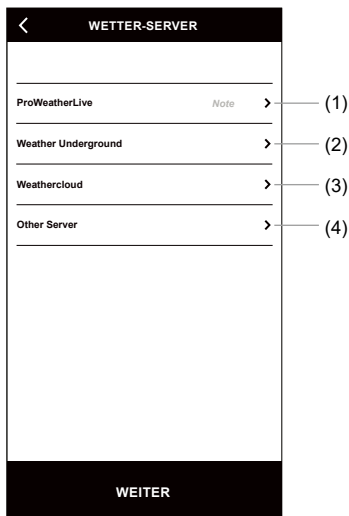 WETTER-SERVER
ProWeatherLive Note (1)
Weather Underground (2)
Weathercloud (3)
Other Server (4)
WEITER